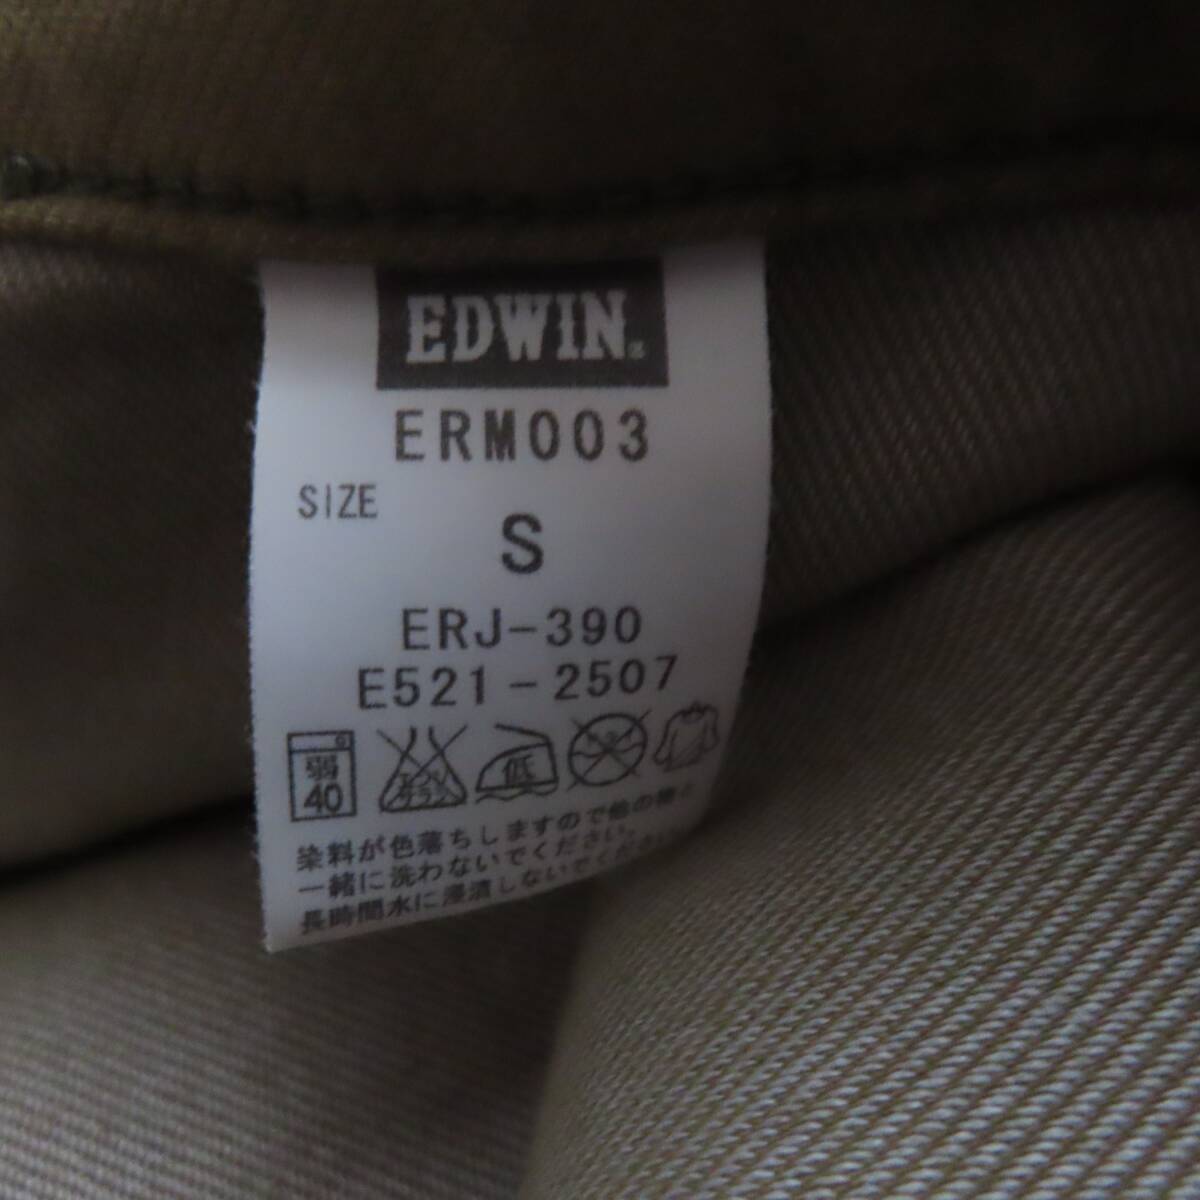 EDWIN®
ERM003
SIZE
S
ERJ-390
E521-2507
弱
40
低
染料が色落ちしますので他の物と
一緒に洗わないでください。
長時間水に浸漬しないでくださ